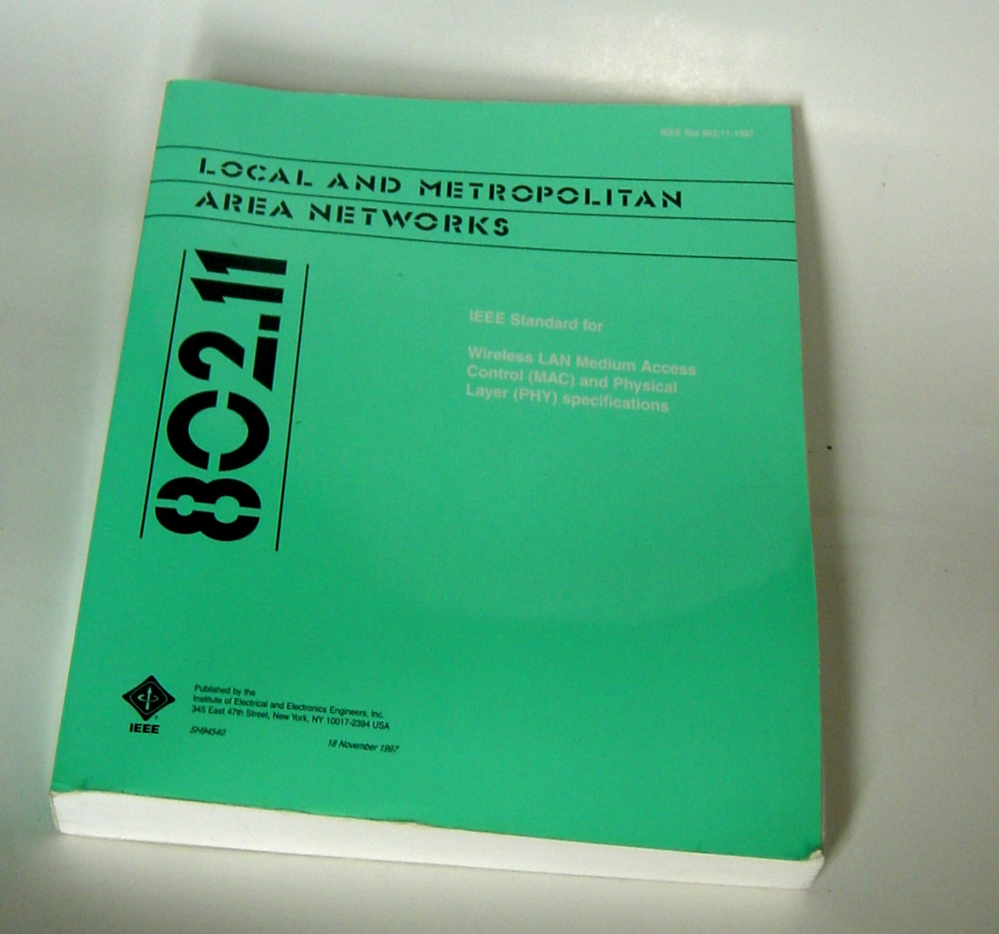 IEEE Std 802.11-1997
LOCAL AND METROPOLITAN
AREA NETWORKS
802.11
IEEE Standard for
Wireless LAN Medium Access
Control (MAC) and Physical
Layer (PHY) specifications
Published by the
Institute of Electrical and Electronics Engineers, Inc.
345 East 47th Street, New York, NY 10017-2394 USA
IEEE
SH94540
18 November 1997